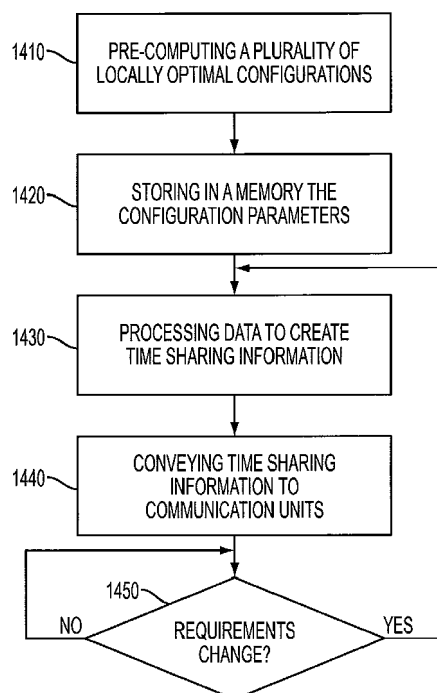 1410
PRE-COMPUTING A PLURALITY OF
LOCALLY OPTIMAL CONFIGURATIONS
1420
STORING IN A MEMORY THE
CONFIGURATION PARAMETERS
1430
PROCESSING DATA TO CREATE
TIME SHARING INFORMATION
1440
CONVEYING TIME SHARING
INFORMATION TO
COMMUNICATION UNITS
1450
NO
REQUIREMENTS
CHANGE?
YES